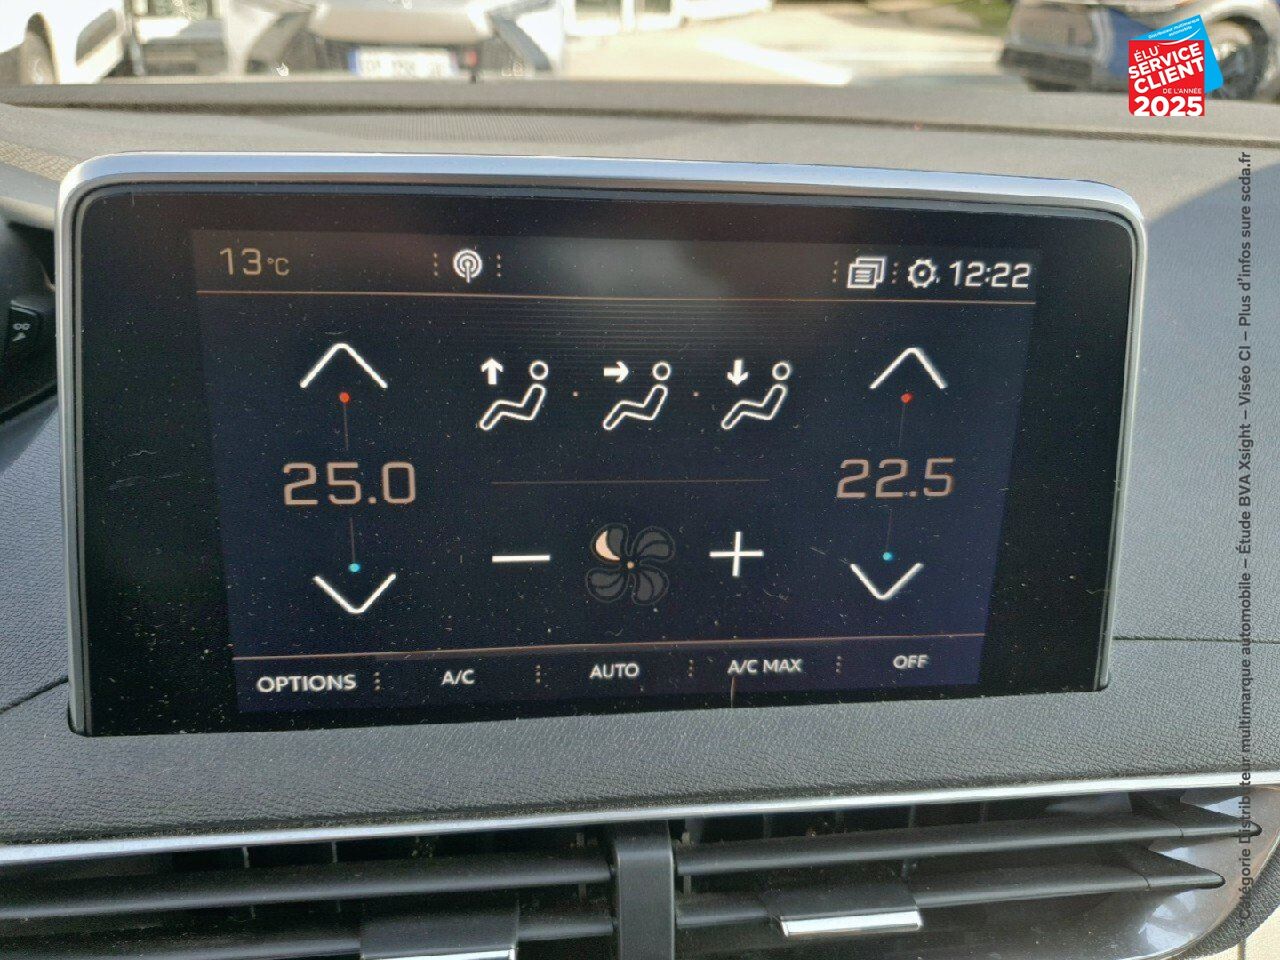 ÉLU
SERVICE
CLIENT
DE L'ANNÉE
2025
13°C
12:22
25.0
22.5
OPTIONS
A/C
AUTO
A/C MAX
OFF
Catégorie Distributeur multimarque automobile – Étude BVA Xsight – Viséo CI – Plus d'infos sure scda.fr